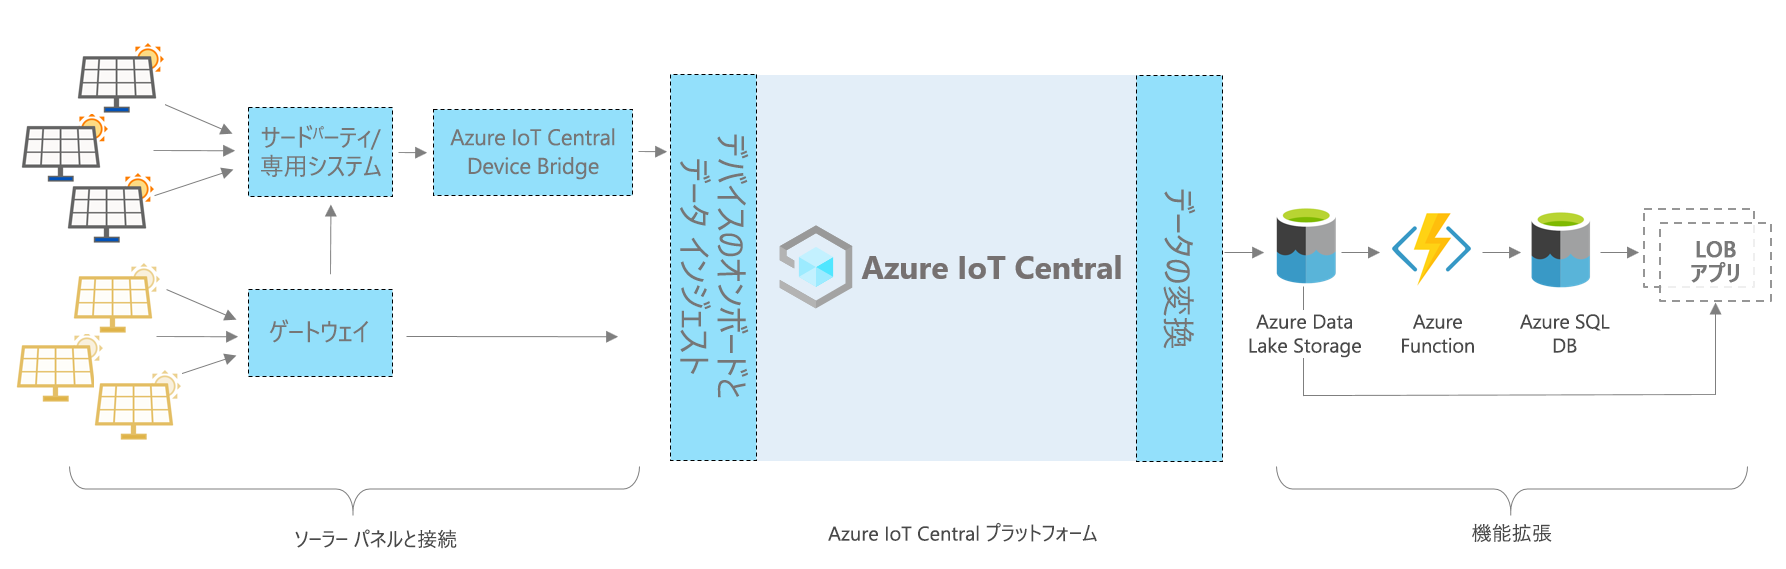 サードパーティ/
専用システム
Azure IoT Central
Device Bridge
ゲートウェイ
デバイスのオンボードと
データ インジェスト
Azure IoT Central
データの変換
Azure Data
Lake Storage
Azure
Function
Azure SQL
DB
LOB
アプリ
ソーラー パネルと接続
Azure IoT Central プラットフォーム
機能拡張